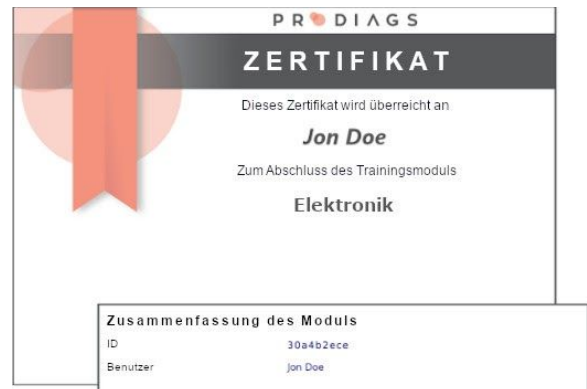 PRODIAGS
ZERTIFIKAT
Dieses Zertifikat wird überreicht an
Jon Doe
Zum Abschluss des Trainingsmoduls
Elektronik
Zusammenfassung des Moduls
ID 30a4b2ece
Benutzer Jon Doe